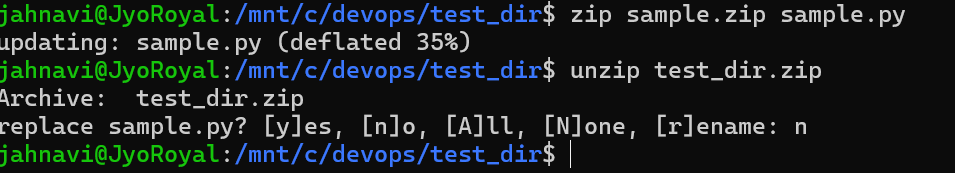 jahnavi@JyoRoyal:/mnt/c/devops/test_dir$ zip sample.zip sample.py
updating: sample.py (deflated 35%)
jahnavi@JyoRoyal:/mnt/c/devops/test_dir$ unzip test_dir.zip
Archive:  test_dir.zip
replace sample.py? [y]es, [n]o, [A]ll, [N]one, [r]ename: n
jahnavi@JyoRoyal:/mnt/c/devops/test_dir$